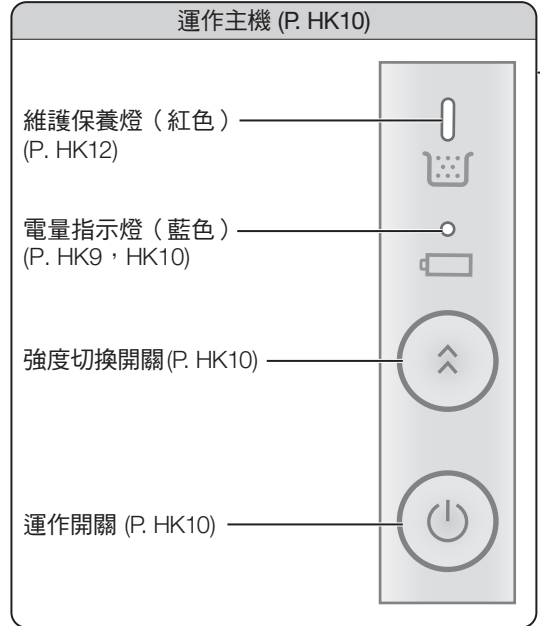 運作主機 (P. HK10)
維護保養燈（紅色）
(P. HK12)
電量指示燈（藍色）
(P. HK9，HK10)
強度切換開關(P. HK10)
運作開關 (P. HK10)